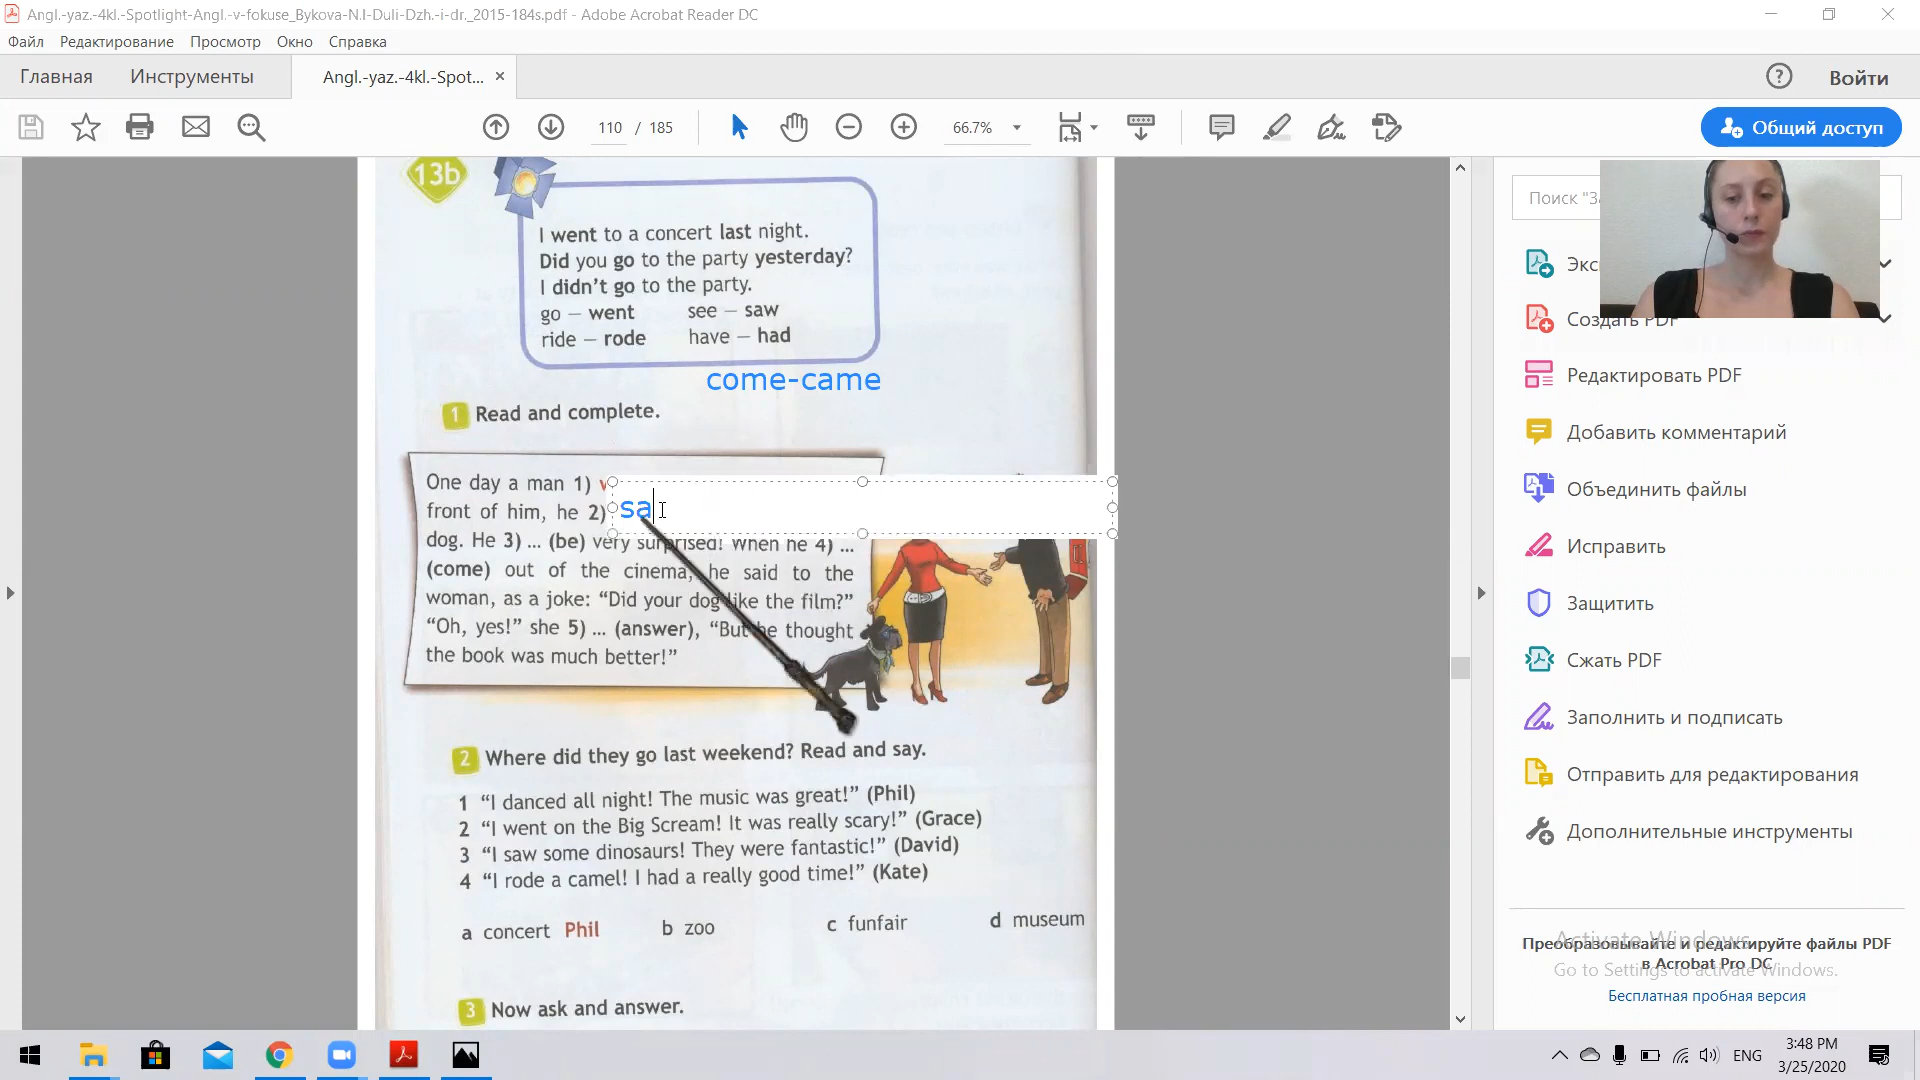 Angl.-yaz.-4kl.-Spotlight-Angl.-v-fokuse_Bykova-N.I-Duli-Dzh.-i-dr._2015-184s.pdf - Adobe Acrobat Reader DC
Файл Редактирование Просмотр Окно Справка
Главная Инструменты Angl.-yaz.-4kl.-Spot... Войти
110 / 185 66.7% Общий доступ
13b
I went to a concert last night.
Did you go to the party yesterday?
I didn't go to the party.
go – went see – saw
ride – rode have – had
come-came
1 Read and complete.
One day a man 1)
front of him, he 2) sa
dog. He 3) ... (be) very surprised! When he 4) ...
(come) out of the cinema, he said to the
woman, as a joke: “Did your dog like the film?”
“Oh, yes!” she 5) ... (answer), “But he thought
the book was much better!”
2 Where did they go last weekend? Read and say.
1 “I danced all night! The music was great!” (Phil)
2 “I went on the Big Scream! It was really scary!” (Grace)
3 “I saw some dinosaurs! They were fantastic!” (David)
4 “I rode a camel! I had a really good time!” (Kate)
a concert Phil b zoo c funfair d museum
3 Now ask and answer.
Поиск "За
Экс
Создать PDF
Редактировать PDF
Добавить комментарий
Объединить файлы
Исправить
Защитить
Сжать PDF
Заполнить и подписать
Отправить для редактирования
Дополнительные инструменты
Activate Windows
Преобразовывайте и редактируйте файлы PDF
в Acrobat Pro DC
Go to Settings to activate Windows.
Бесплатная пробная версия
ENG
3:48 PM
3/25/2020